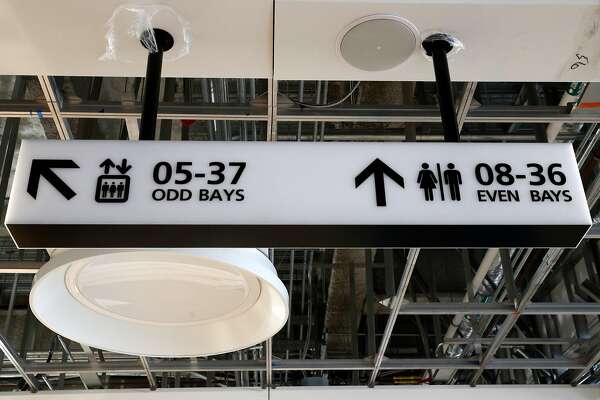 05-37
ODD BAYS
08-36
EVEN BAYS